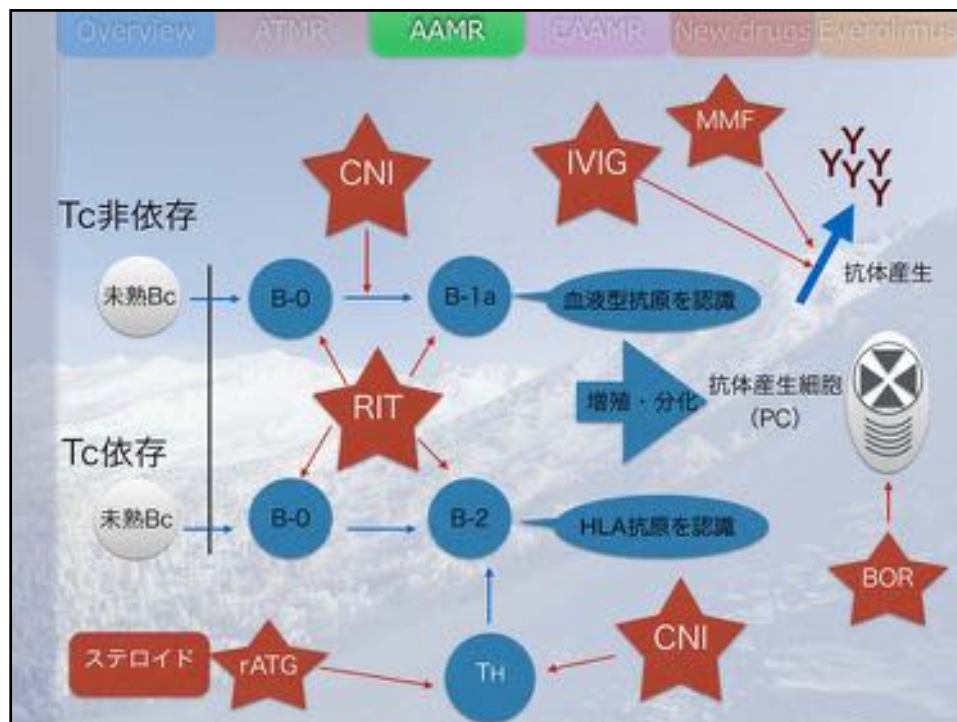 Overview
ATMR
AAMR
CAAMR
New drugs
Everolimus
MMF
CNI
IVIG
Y
Y Y
Y Y
Tc非依存
抗体産生
未熟Bc
B-0
B-1a
血液型抗原を認識
RIT
増殖・分化
抗体産生細胞
(PC)
Tc依存
未熟Bc
B-0
B-2
HLA抗原を認識
BOR
CNI
ステロイド
rATG
TH